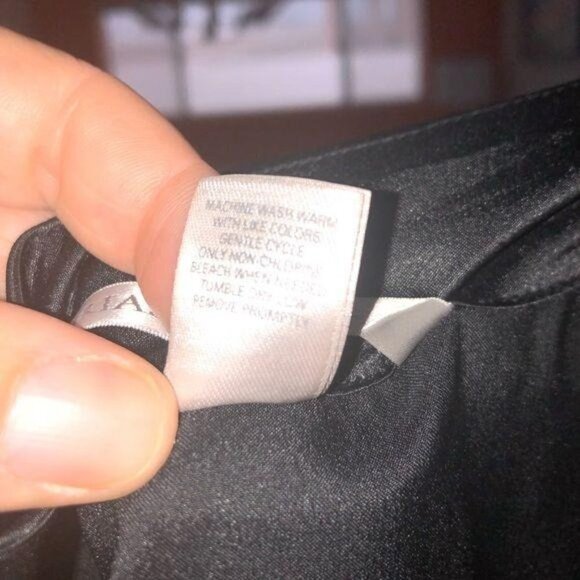 MACHINE WASH WARM
WITH LIKE COLORS
GENTLE CYCLE
ONLY NON-CHLORINE
BLEACH WHEN NEEDED
TUMBLE DRY LOW
REMOVE PROMPTLY